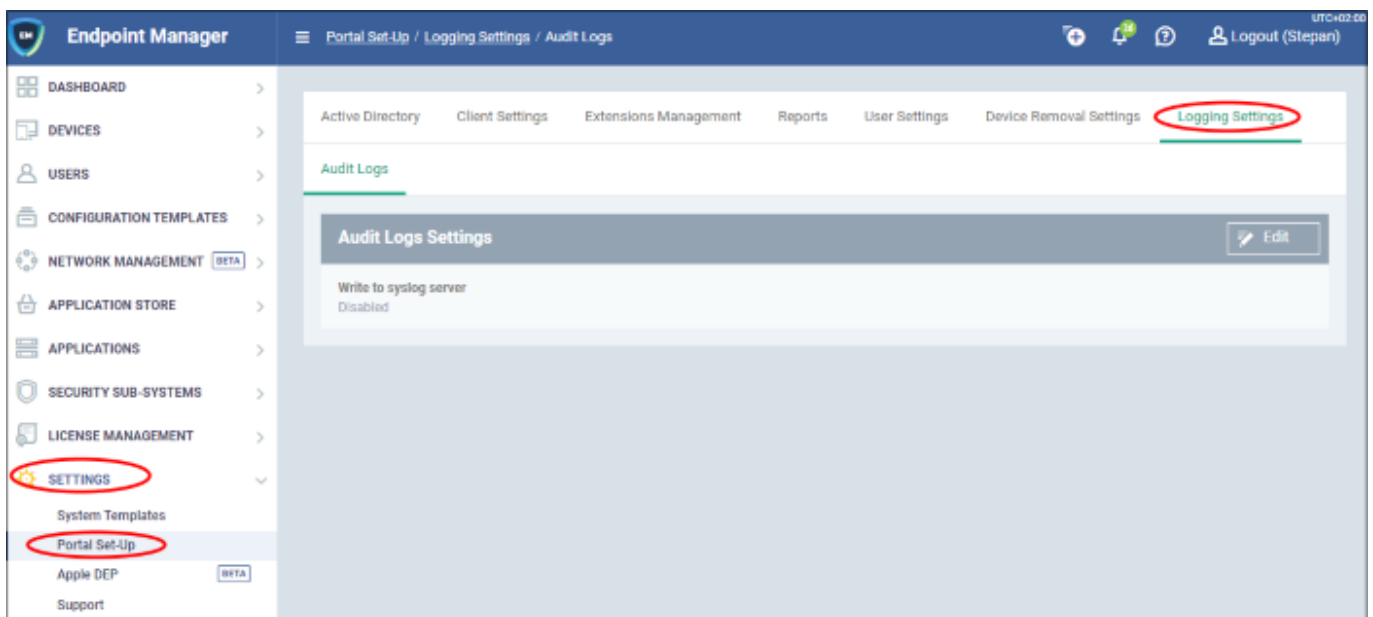 UTC+02:00
EM Endpoint Manager
Portal Set-Up / Logging Settings / Audit Logs
Logout (Stepan)
DASHBOARD
DEVICES
USERS
CONFIGURATION TEMPLATES
NETWORK MANAGEMENT BETA
APPLICATION STORE
APPLICATIONS
SECURITY SUB-SYSTEMS
LICENSE MANAGEMENT
SETTINGS
System Templates
Portal Set-Up
Apple DEP BETA
Support
Active Directory Client Settings Extensions Management Reports User Settings Device Removal Settings Logging Settings
Audit Logs
Audit Logs Settings Edit
Write to syslog server
Disabled